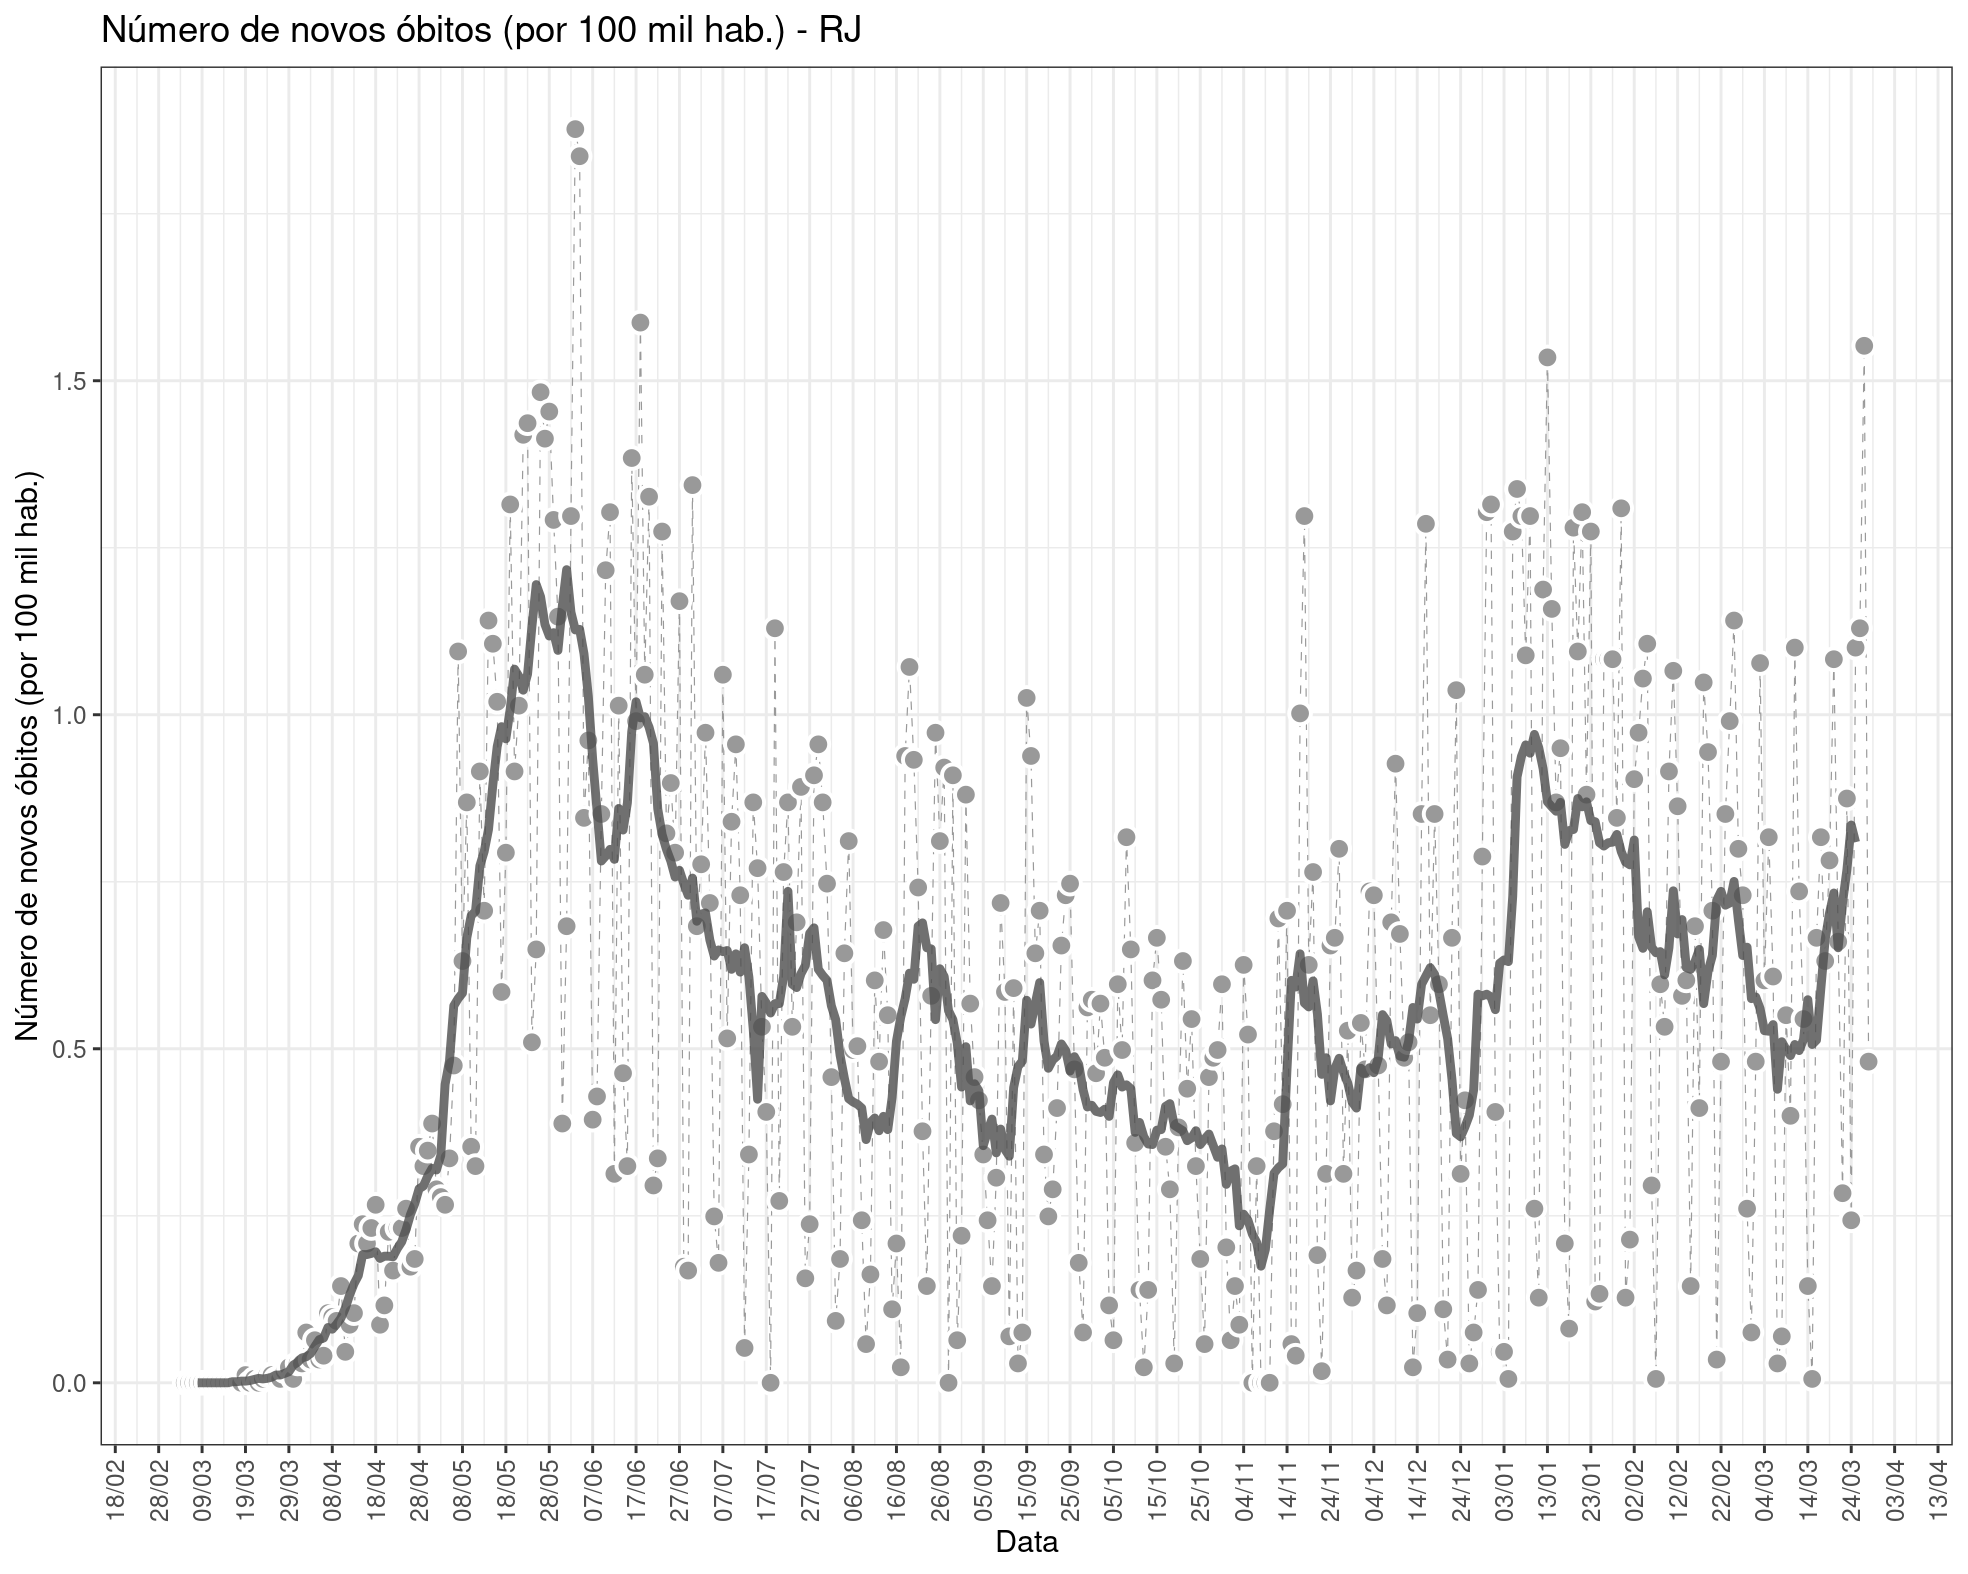 Número de novos óbitos (por 100 mil hab.) - RJ
Número de novos óbitos (por 100 mil hab.)
1.5
1.0
0.5
0.0
18/02 28/02 09/03 19/03 29/03 08/04 18/04 28/04 08/05 18/05 28/05 07/06 17/06 27/06 07/07 17/07 27/07 06/08 16/08 26/08 05/09 15/09 25/09 05/10 15/10 25/10 04/11 14/11 24/11 04/12 14/12 24/12 03/01 13/01 23/01 02/02 12/02 22/02 04/03 14/03 24/03 03/04 13/04
Data